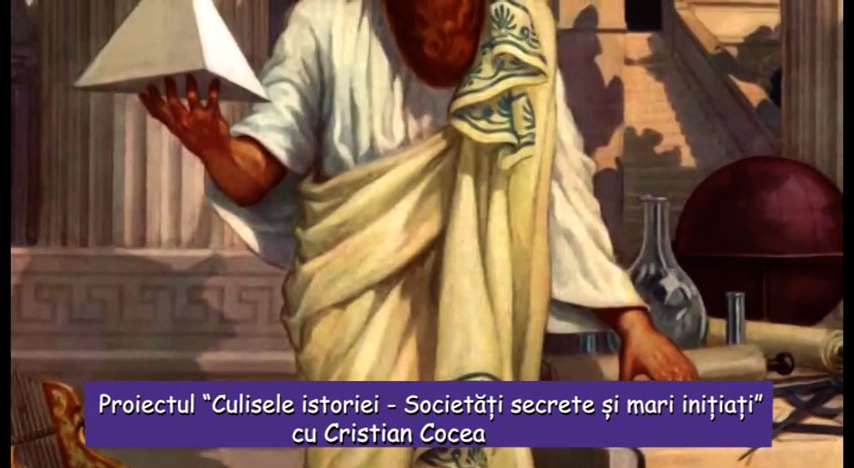 Proiectul “Culisele istoriei - Societăți secrete și mari inițiați”
cu Cristian Cocea